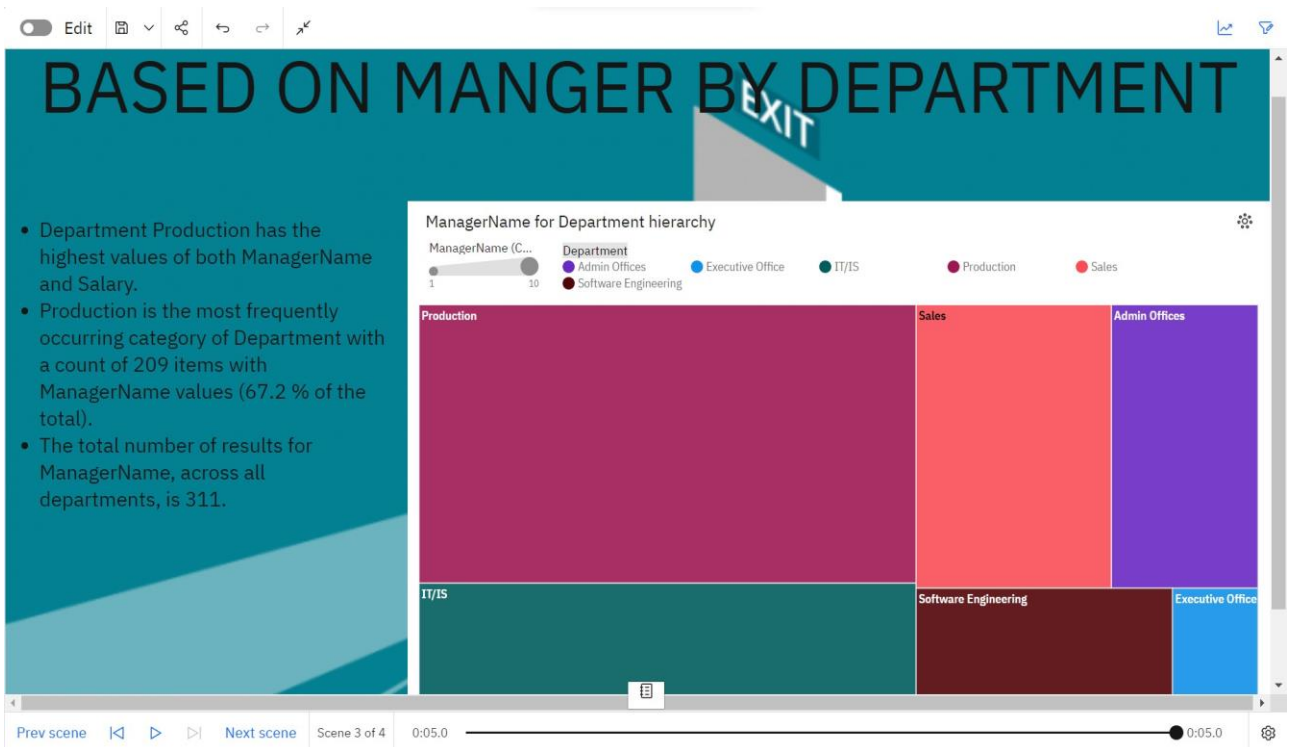 Edit
BASED ON MANGER BY DEPARTMENT
EXIT
• Department Production has the
highest values of both ManagerName
and Salary.
• Production is the most frequently
occurring category of Department with
a count of 209 items with
ManagerName values (67.2 % of the
total).
• The total number of results for
ManagerName, across all
departments, is 311.
ManagerName for Department hierarchy
ManagerName (C...
1 10
Department
Admin Offices Executive Office IT/IS Production Sales
Software Engineering
Production Sales Admin Offices
IT/IS Software Engineering Executive Office
Prev scene Next scene Scene 3 of 4 0:05.0 0:05.0